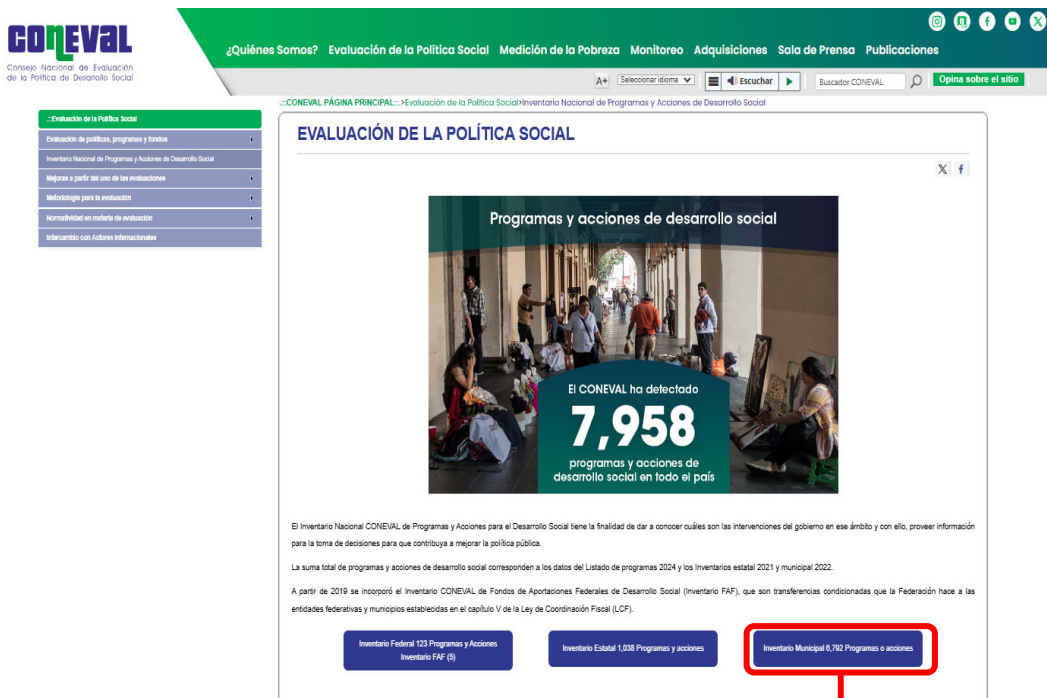 coneval
Consejo Nacional de Evaluación
de la Política de Desarrollo Social
¿Quiénes Somos? Evaluación de la Política Social Medición de la Pobreza Monitoreo Adquisiciones Sala de Prensa Publicaciones
A+ Seleccionar idioma Escuchar Buscador CONEVAL Opina sobre el sitio
.::CONEVAL PÁGINA PRINCIPAL::.>Evaluación de la Política Social>Inventario Nacional de Programas y Acciones de Desarrollo Social
.::Evaluación de la Política Social
Evaluación de políticas, programas y fondos
Inventario Nacional de Programas y Acciones de Desarrollo Social
Mejoras a partir del uso de las evaluaciones
Metodología para la evaluación
Normatividad en materia de evaluación
Intercambio con Actores Internacionales
EVALUACIÓN DE LA POLÍTICA SOCIAL
Programas y acciones de desarrollo social
El CONEVAL ha detectado
7,958
programas y acciones de
desarrollo social en todo el país
El Inventario Nacional CONEVAL de Programas y Acciones para el Desarrollo Social tiene la finalidad de dar a conocer cuáles son las intervenciones del gobierno en ese ámbito y con ello, proveer información
para la toma de decisiones para que contribuya a mejorar la política pública.
La suma total de programas y acciones de desarrollo social corresponden a los datos del Listado de programas 2024 y los Inventarios estatal 2021 y municipal 2022.
A partir de 2019 se incorporó el Inventario CONEVAL de Fondos de Aportaciones Federales de Desarrollo Social (Inventario FAF), que son transferencias condicionadas que la Federación hace a las
entidades federativas y municipios establecidas en el capítulo V de la Ley de Coordinación Fiscal (LCF).
Inventario Federal 123 Programas y Acciones
Inventario FAF (5)
Inventario Estatal 1,038 Programas y acciones
Inventario Municipal 6,792 Programas o acciones